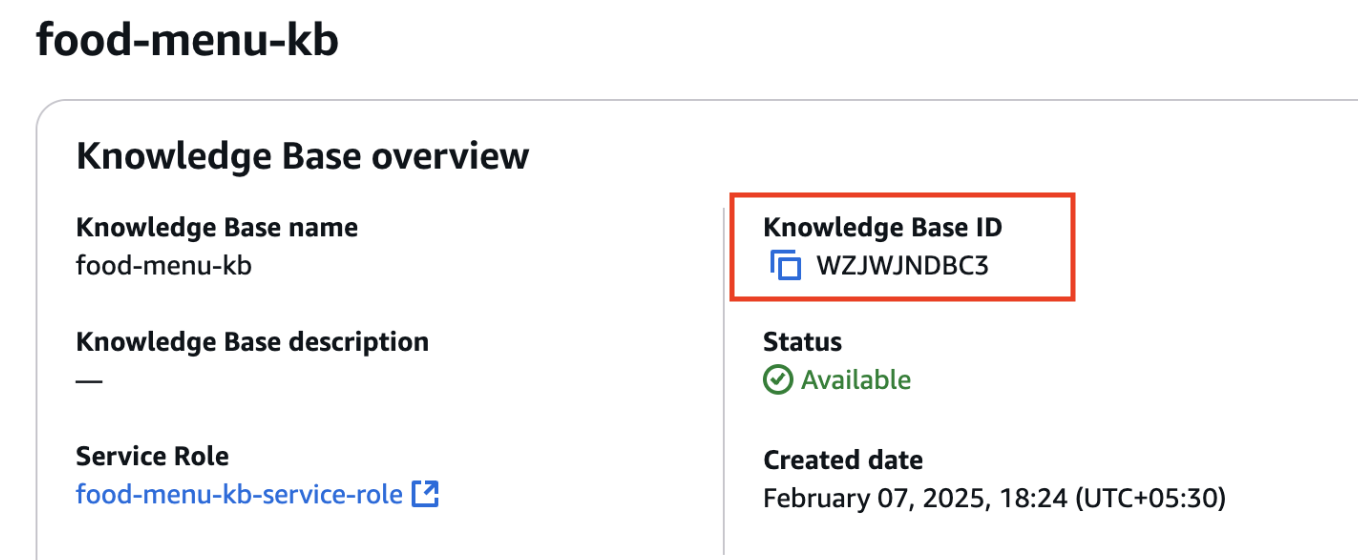 food-menu-kb
Knowledge Base overview
Knowledge Base name
food-menu-kb
Knowledge Base ID
WZJWJNDBC3
Knowledge Base description
—
Status
Available
Service Role
food-menu-kb-service-role
Created date
February 07, 2025, 18:24 (UTC+05:30)